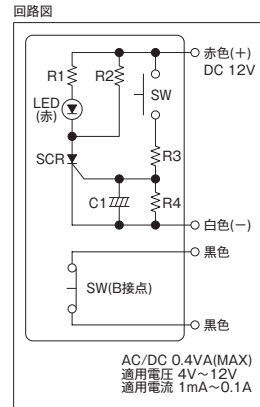 回路図
赤色(+)
DC 12V
R1
R2
SW
LED
(赤)
SCR
R3
C1
R4
白色(−)
黒色
SW(B接点)
黒色
AC/DC 0.4VA(MAX)
適用電圧 4V〜12V
適用電流 1mA〜0.1A